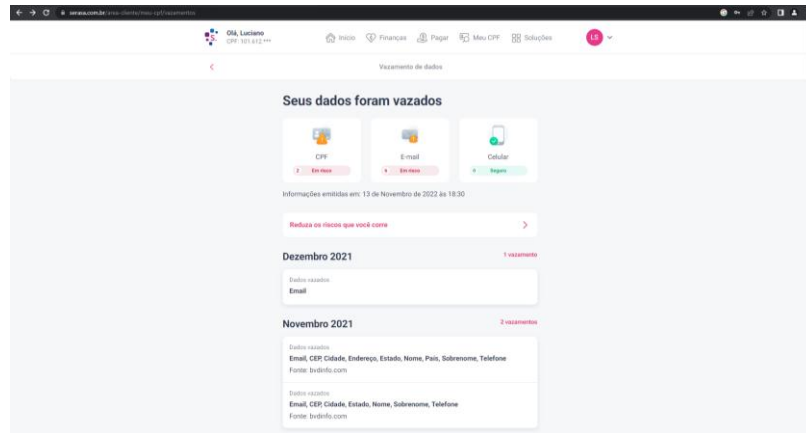 serasa.com.br/area-cliente/meu-cpf/vazamentos
Olá, Luciano
CPF: 101.612.***
Início Finanças Pagar Meu CPF Soluções LS
Vazamento de dados
Seus dados foram vazados
CPF E-mail Celular
2 Em risco Em risco Seguro
Informações emitidas em: 13 de Novembro de 2022 às 18:30
Reduza os riscos que você corre
Dezembro 2021 1 vazamento
Dados vazados
Email
Novembro 2021 2 vazamentos
Dados vazados
Email, CEP, Cidade, Endereço, Estado, Nome, País, Sobrenome, Telefone
Fonte: bvdinfo.com
Dados vazados
Email, CEP, Cidade, Estado, Nome, Sobrenome, Telefone
Fonte: bvdinfo.com